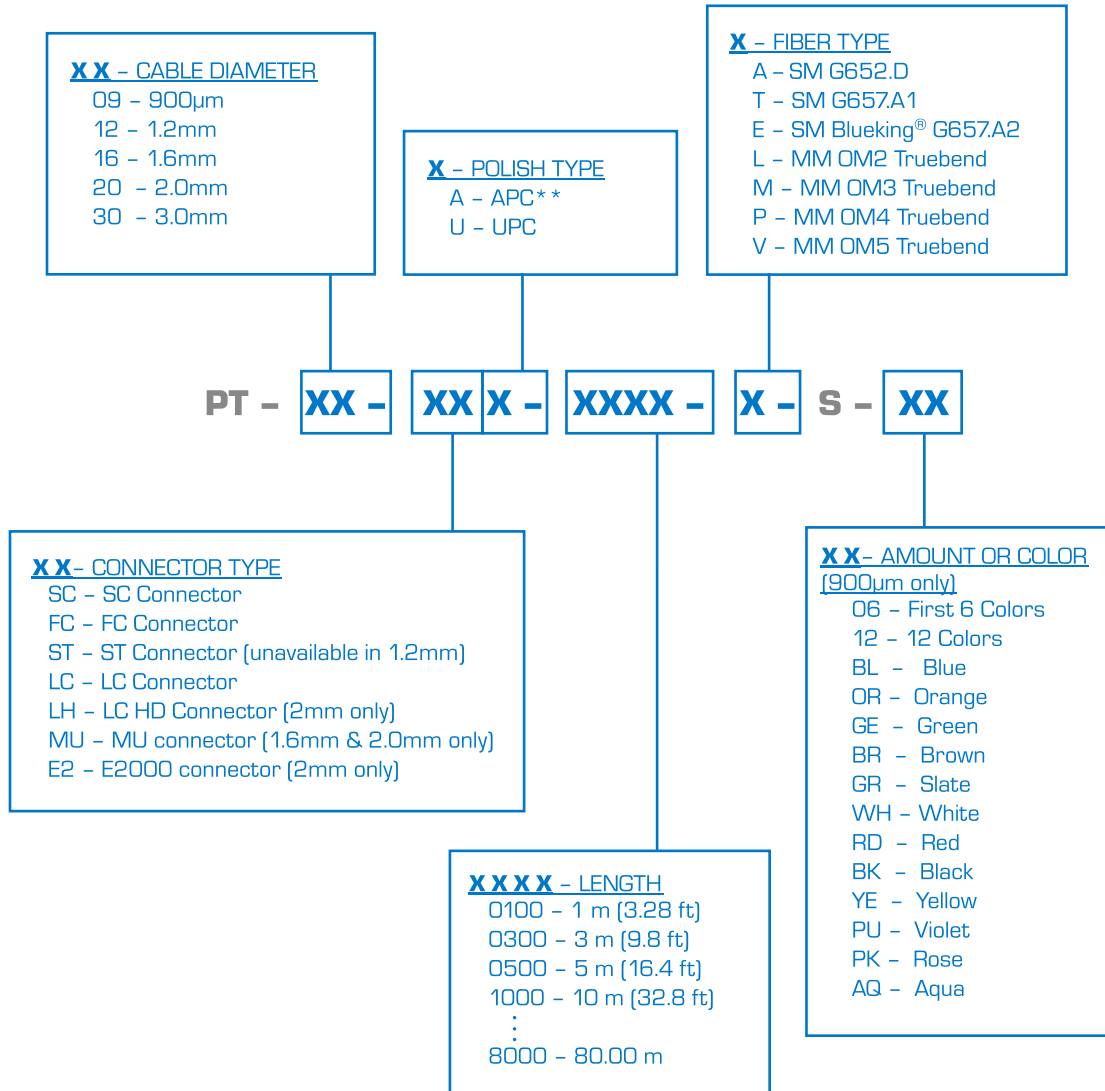 X X – CABLE DIAMETER
09 – 900µm
12 – 1.2mm
16 – 1.6mm
20 – 2.0mm
30 – 3.0mm
X – POLISH TYPE
A – APC**
U – UPC
X – FIBER TYPE
A – SM G652.D
T – SM G657.A1
E – SM Blueking® G657.A2
L – MM OM2 Truebend
M – MM OM3 Truebend
P – MM OM4 Truebend
V – MM OM5 Truebend
PT – XX – XX X – XXXX – X – S – XX
X X – CONNECTOR TYPE
SC – SC Connector
FC – FC Connector
ST – ST Connector (unavailable in 1.2mm)
LC – LC Connector
LH – LC HD Connector (2mm only)
MU – MU connector (1.6mm & 2.0mm only)
E2 – E2000 connector (2mm only)
X X X X – LENGTH
0100 – 1 m (3.28 ft)
0300 – 3 m (9.8 ft)
0500 – 5 m (16.4 ft)
1000 – 10 m (32.8 ft)
⋮
8000 – 80.00 m
X X – AMOUNT OR COLOR
(900µm only)
06 – First 6 Colors
12 – 12 Colors
BL – Blue
OR – Orange
GE – Green
BR – Brown
GR – Slate
WH – White
RD – Red
BK – Black
YE – Yellow
PU – Violet
PK – Rose
AQ – Aqua